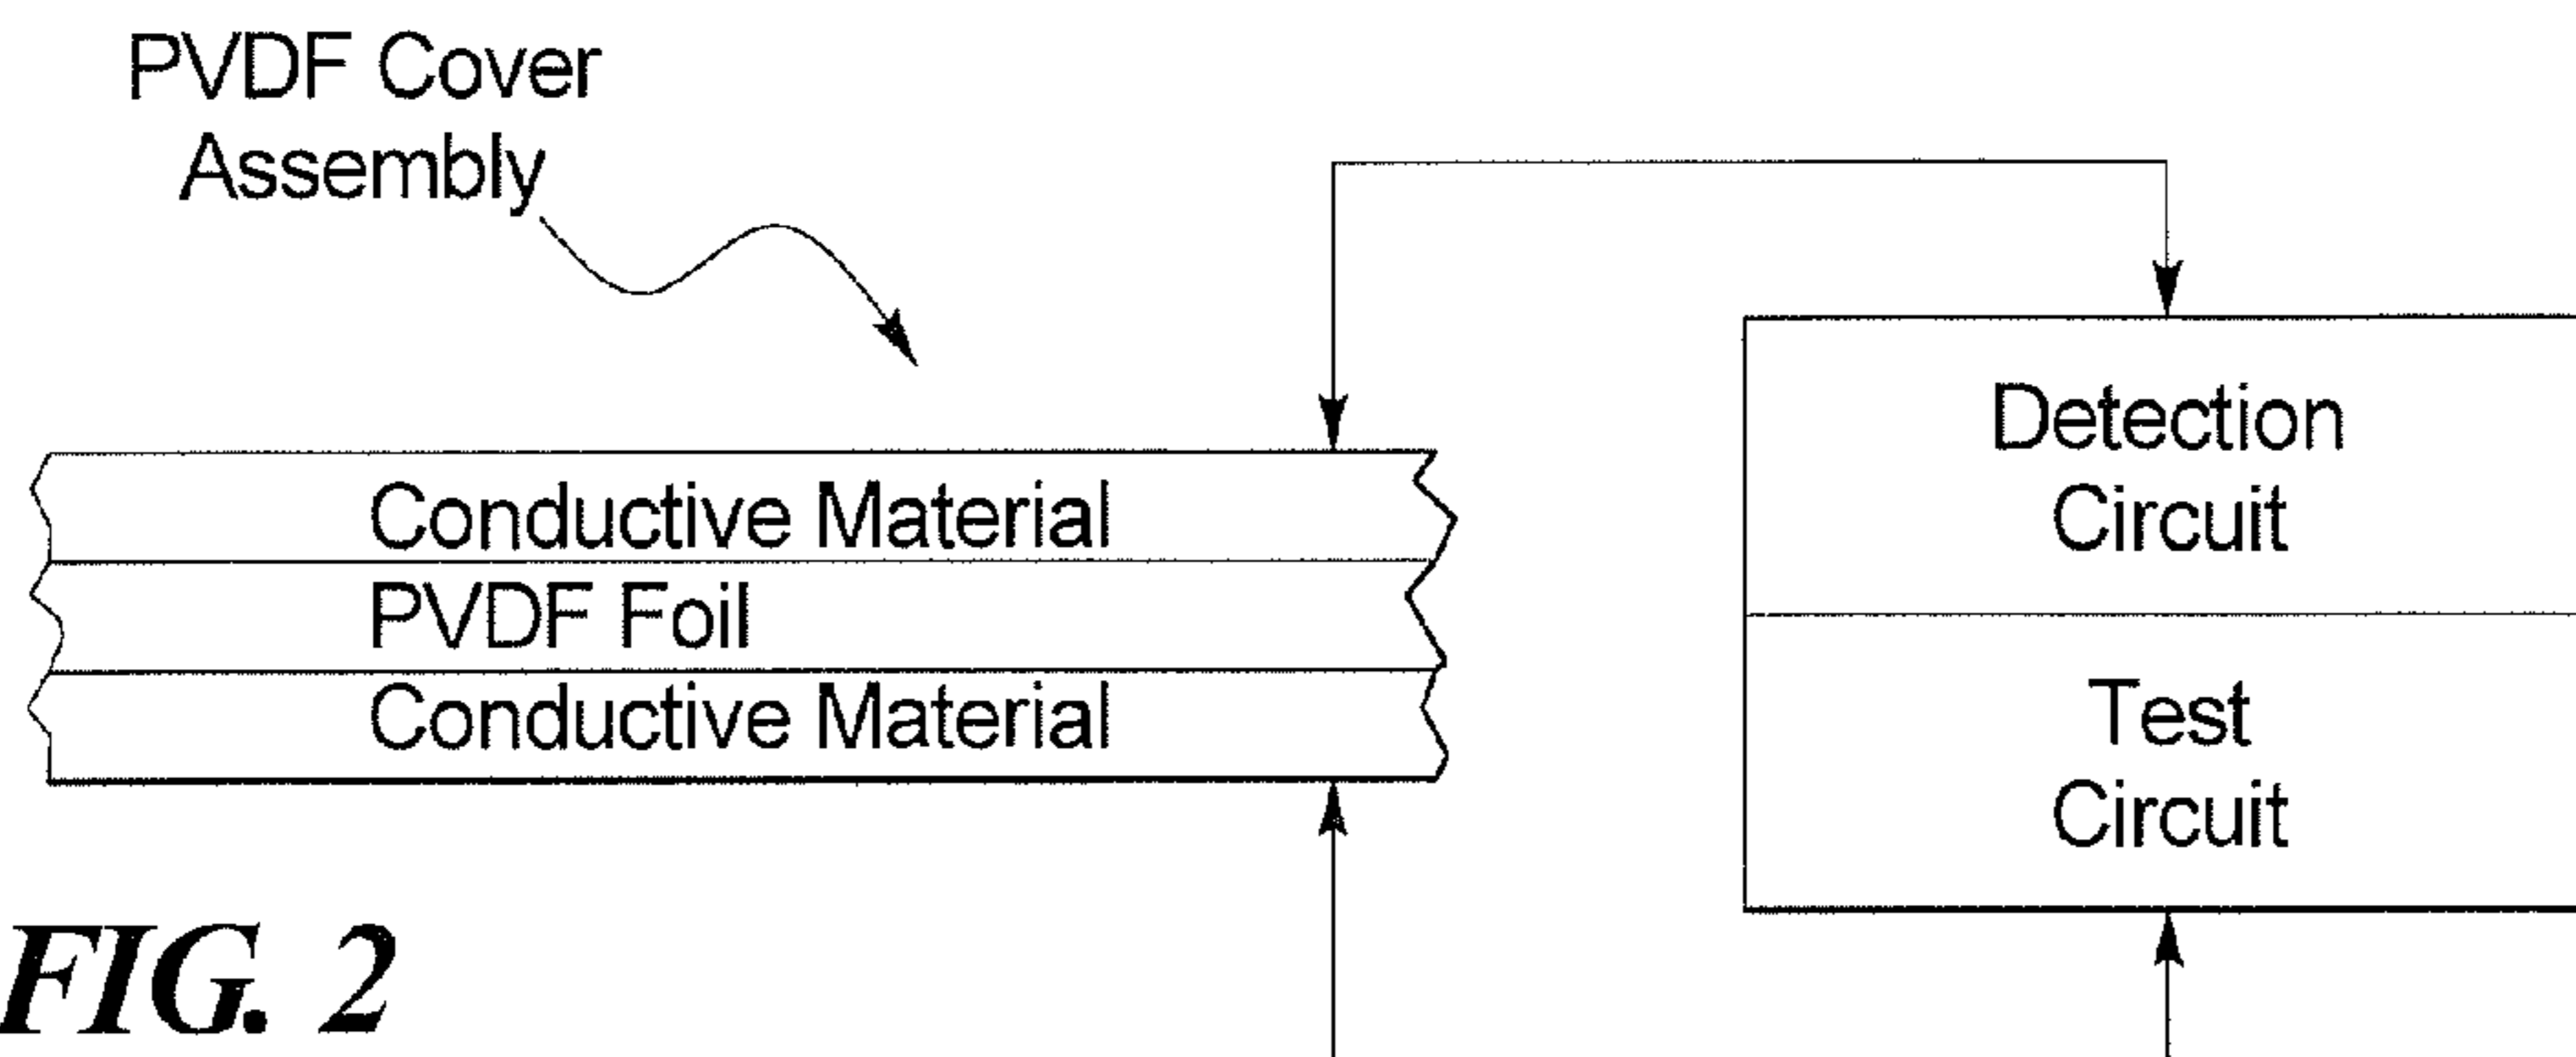 PVDF Cover
Assembly
Conductive Material
PVDF Foil
Conductive Material
Detection
Circuit
Test
Circuit
FIG. 2